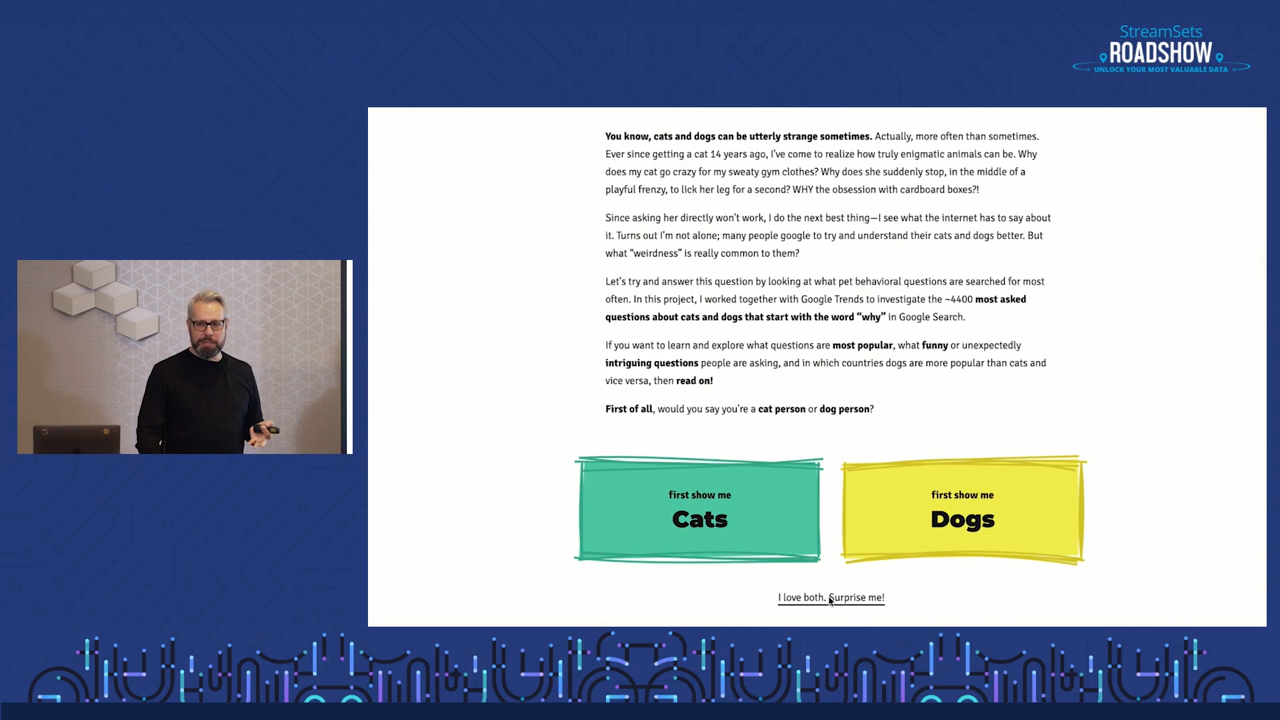 StreamSets
ROADSHOW
UNLOCK YOUR MOST VALUABLE DATA
You know, cats and dogs can be utterly strange sometimes. Actually, more often than sometimes.
Ever since getting a cat 14 years ago, I've come to realize how truly enigmatic animals can be. Why
does my cat go crazy for my sweaty gym clothes? Why does she suddenly stop, in the middle of a
playful frenzy, to lick her leg for a second? WHY the obsession with cardboard boxes?!
Since asking her directly won't work, I do the next best thing—I see what the internet has to say about
it. Turns out I'm not alone; many people google to try and understand their cats and dogs better. But
what “weirdness” is really common to them?
Let's try and answer this question by looking at what pet behavioral questions are searched for most
often. In this project, I worked together with Google Trends to investigate the ~4400 most asked
questions about cats and dogs that start with the word “why” in Google Search.
If you want to learn and explore what questions are most popular, what funny or unexpectedly
intriguing questions people are asking, and in which countries dogs are more popular than cats and
vice versa, then read on!
First of all, would you say you're a cat person or dog person?
first show me
Cats
first show me
Dogs
I love both. Surprise me!